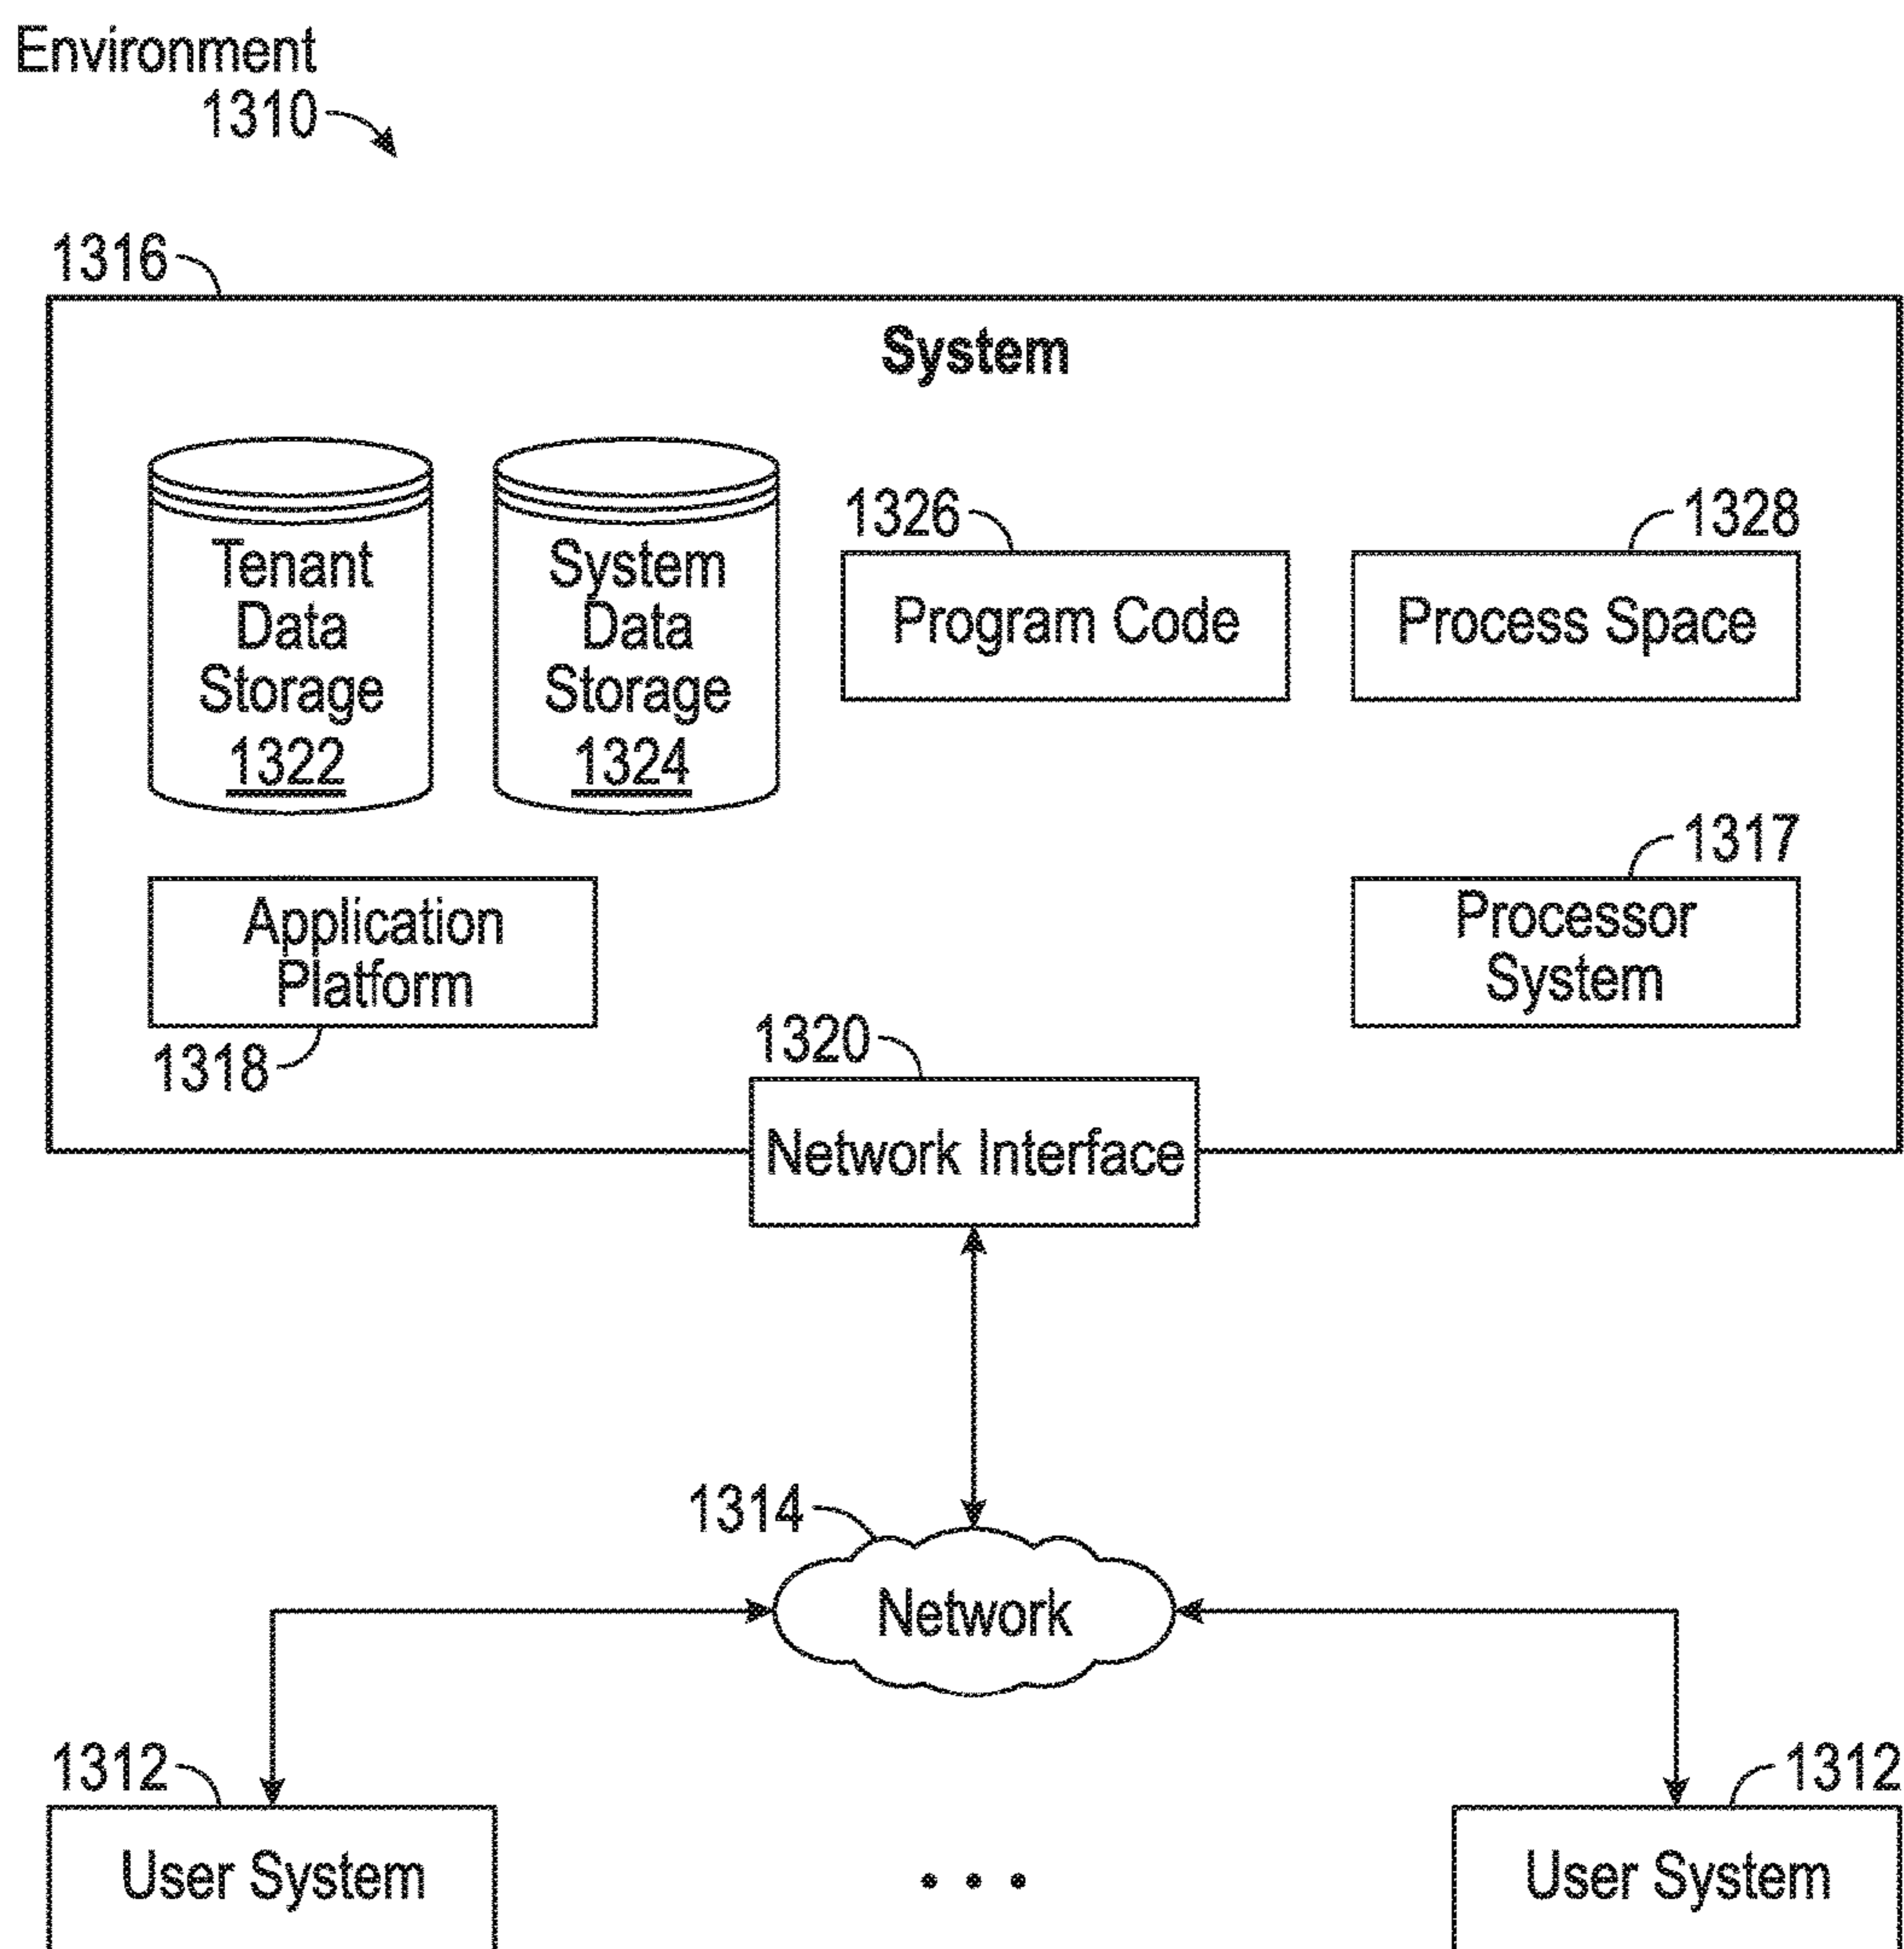 Environment
1310
1316
System
Tenant
Data
Storage
1322
System
Data
Storage
1324
1326
Program Code
1328
Process Space
1317
Processor
System
Application
Platform
1318
1320
Network Interface
1314
Network
1312
User System
. . .
1312
User System